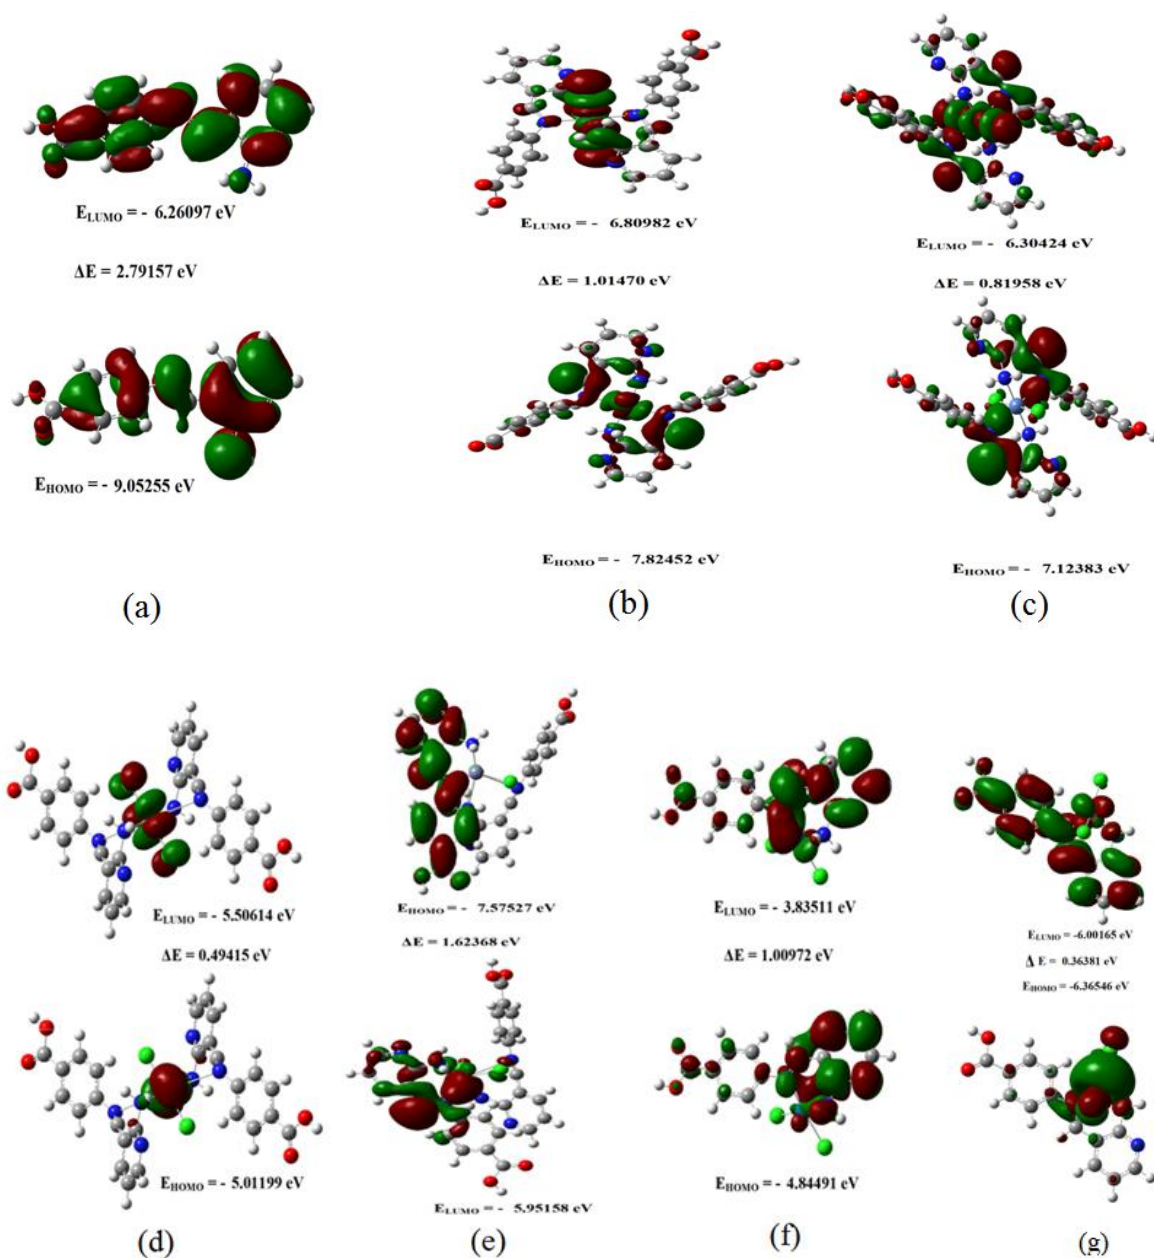 E_LUMO = - 6.26097 eV
ΔE = 2.79157 eV
E_HOMO = - 9.05255 eV
(a)
E_LUMO = - 6.80982 eV
ΔE = 1.01470 eV
E_HOMO = - 7.82452 eV
(b)
E_LUMO = - 6.30424 eV
ΔE = 0.81958 eV
E_HOMO = - 7.12383 eV
(c)
E_LUMO = - 5.50614 eV
ΔE = 0.49415 eV
E_HOMO = - 5.01199 eV
(d)
E_HOMO = - 7.57527 eV
ΔE = 1.62368 eV
E_LUMO = - 5.95158 eV
(e)
E_LUMO = - 3.83511 eV
ΔE = 1.00972 eV
E_HOMO = - 4.84491 eV
(f)
E_LUMO = -6.00165 eV
Δ E = 0.36381 eV
E_HOMO = -6.36546 eV
(g)